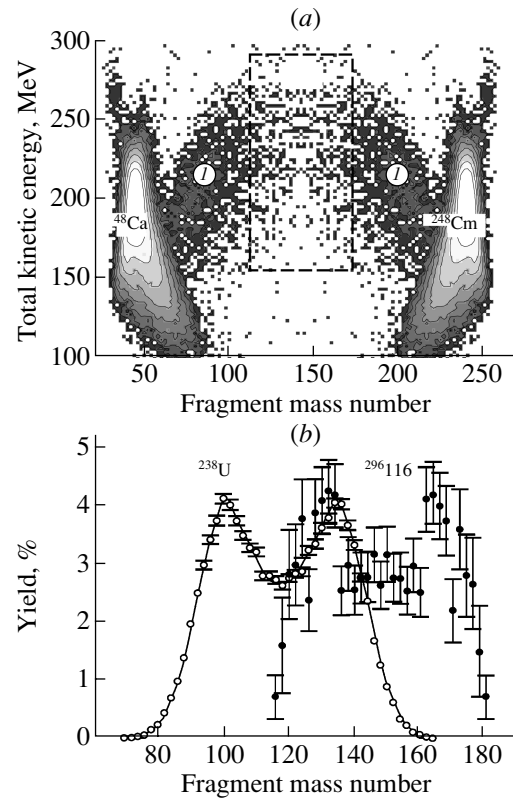 (a)
300
250
200
150
100
Total kinetic energy, MeV
1
1
⁴⁸Ca
²⁴⁸Cm
50
100
150
200
250
Fragment mass number
(b)
5
4
3
2
1
0
Yield, %
²³⁸U
²⁹⁶116
80
100
120
140
160
180
Fragment mass number